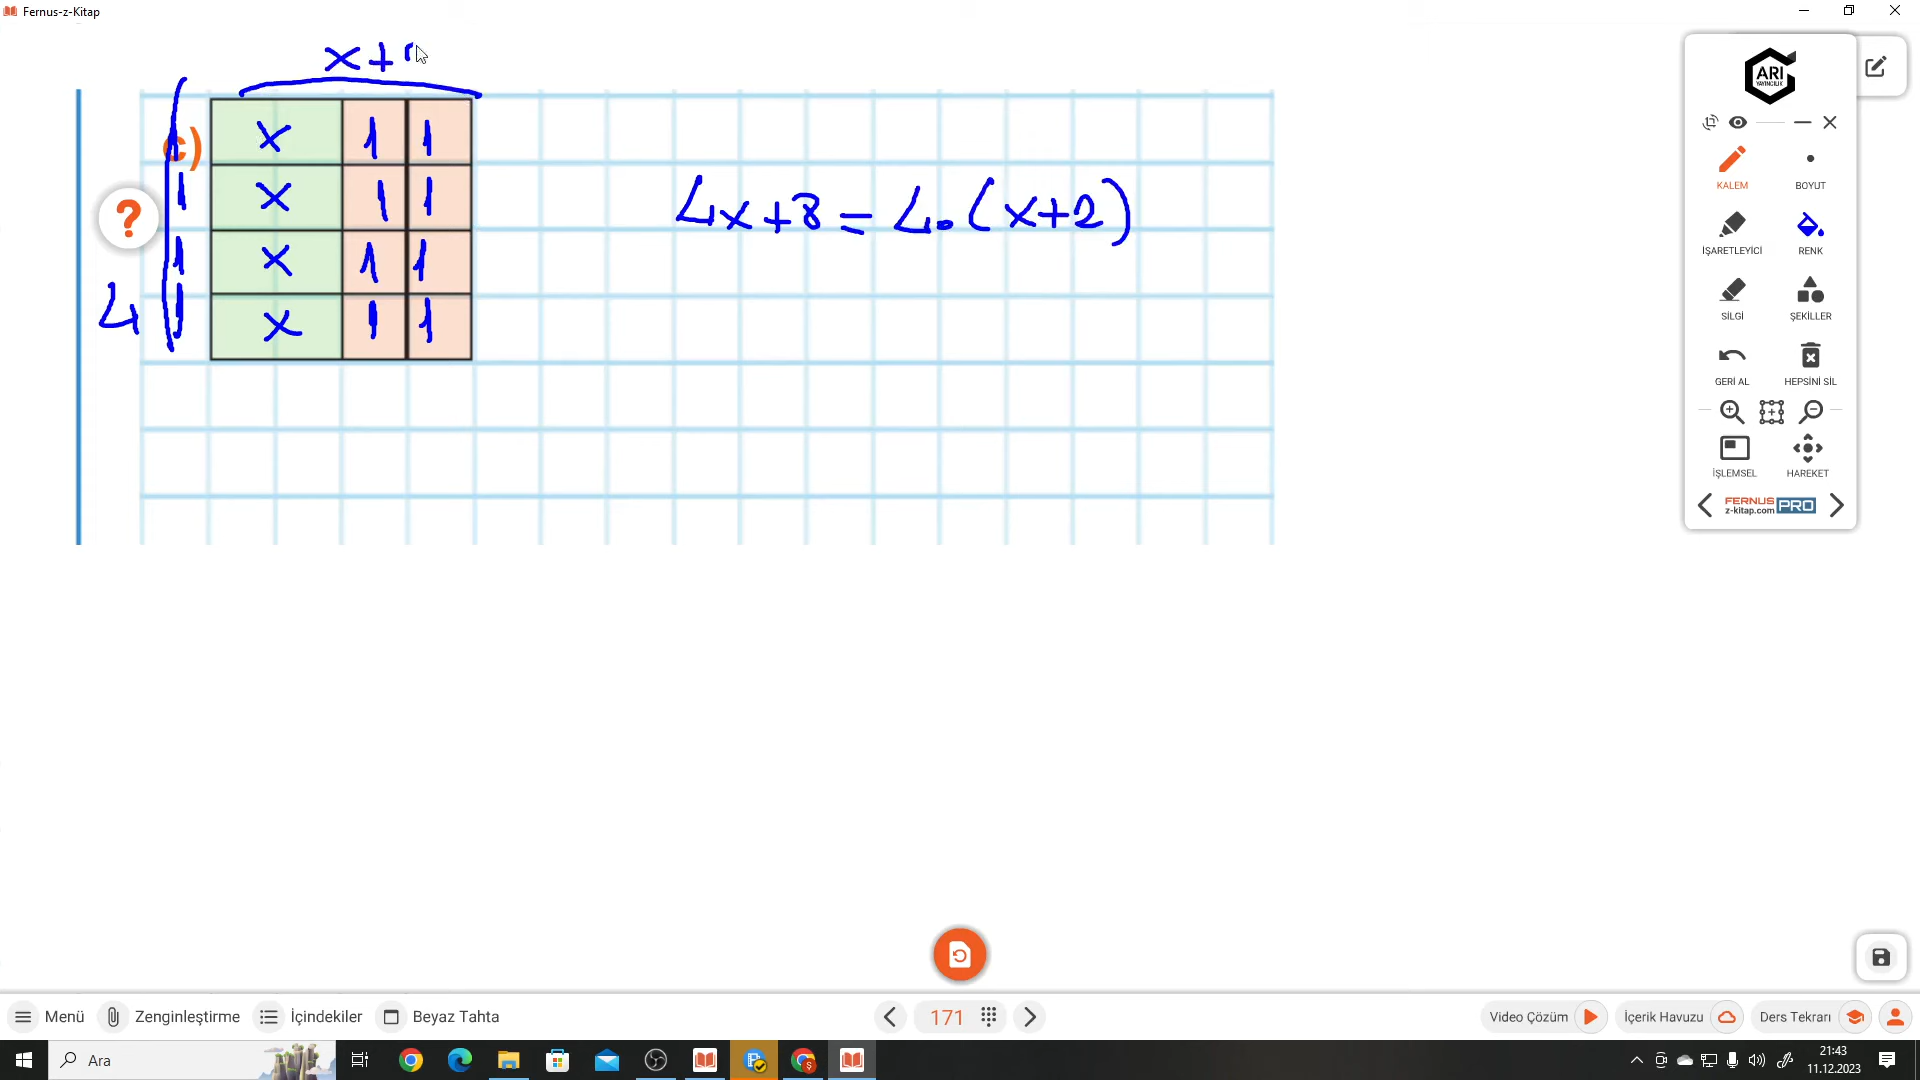 Fernus-z-Kitap
x+
c)
x 1 1
1 x 1 1
1 x 1 1
4 1 x 1 1
4x+8=4.(x+2)
?
ARI
YAYINCILIK
KALEM BOYUT
İŞARETLEYİCİ RENK
SİLGİ ŞEKİLLER
GERİ AL HEPSİNİ SİL
İŞLEMSEL HAREKET
FERNUS
z-kitap.com PRO
Menü Zenginleştirme İçindekiler Beyaz Tahta 171 Video Çözüm İçerik Havuzu Ders Tekrarı
Ara
21:43
11.12.2023